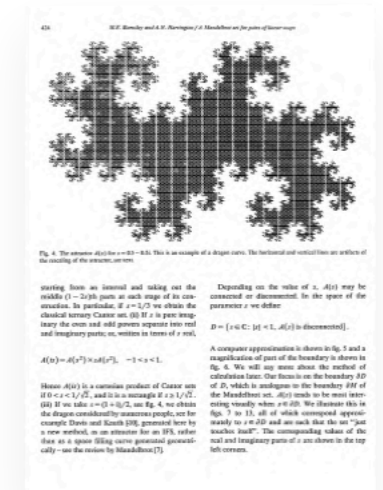 424 M.F. Barnsley and A.N. Harrington / A Mandelbrot set for pairs of linear maps
Fig. 4. The attractor A(s) for s = 0.5 − 0.5i. This is an example of a dragon curve. The horizontal and vertical lines are artifacts of
the rescaling of the attractor, see text.
starting from an interval and taking out the
middle (1 − 2s)th parts at each stage of its con-
struction. In particular, if s = 1/3 we obtain the
classical ternary Cantor set. (ii) If s is pure imag-
inary the even and odd powers separate into real
and imaginary parts; so, written in terms of s real,
A(is) = A(s²) × sA(s²), −1 < s < 1.
Hence A(is) is a cartesian product of Cantor sets
if 0 < s < 1/√2, and it is a rectangle if s ≥ 1/√2.
(iii) If we take s = (1 + i)/2, see fig. 4, we obtain
the dragon considered by numerous people, see for
example Davis and Knuth [20], generated here by
a new method, as an attractor for an IFS, rather
than as a space filling curve generated geometri-
cally – see the review by Mandelbrot [7].
Depending on the value of s, A(s) may be
connected or disconnected. In the space of the
parameter s we define
D = {s ∈ C: |s| < 1, A(s) is disconnected}.
A computer approximation is shown in fig. 5 and a
magnification of part of the boundary is shown in
fig. 6. We will say more about the method of
calculation later. Our focus is on the boundary ∂D
of D, which is analogous to the boundary ∂M of
the Mandelbrot set. A(s) tends to be most inter-
esting visually when s ∈ ∂D. We illustrate this in
figs. 7 to 13, all of which correspond approxi-
mately to s ∈ ∂D and are such that the set "just
touches itself". The corresponding values of the
real and imaginary parts of s are shown in the top
left corners.